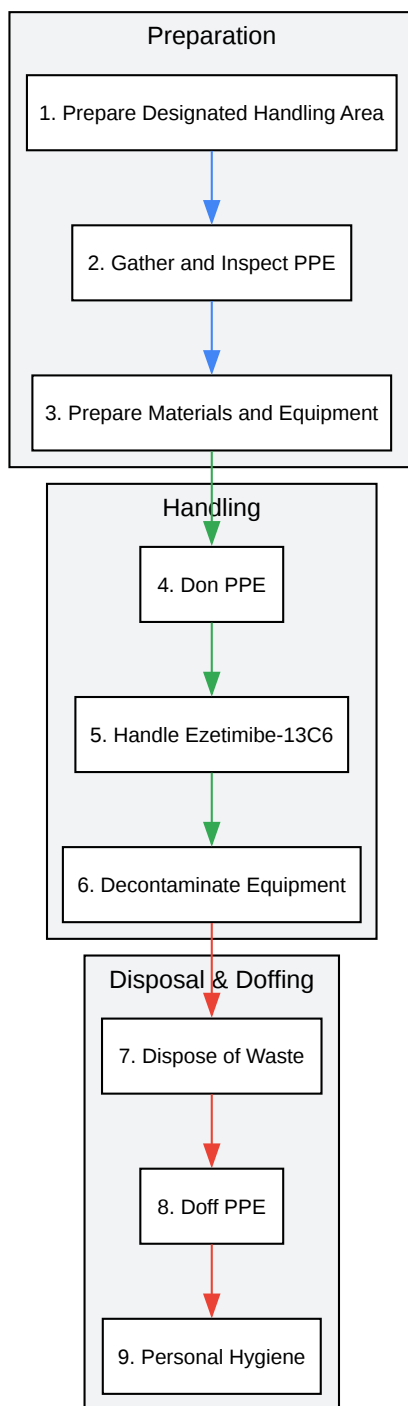 Preparation
1. Prepare Designated Handling Area
2. Gather and Inspect PPE
3. Prepare Materials and Equipment
Handling
4. Don PPE
5. Handle Ezetimibe-13C6
6. Decontaminate Equipment
Disposal & Doffing
7. Dispose of Waste
8. Doff PPE
9. Personal Hygiene